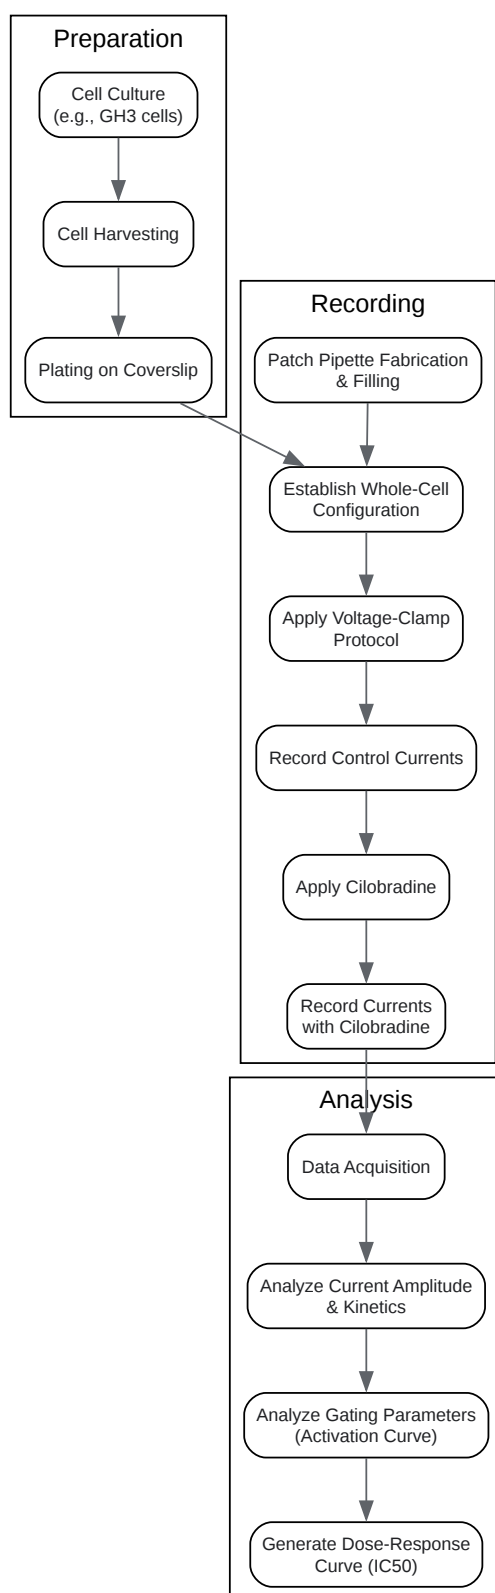 Preparation
Cell Culture
(e.g., GH3 cells)
Cell Harvesting
Plating on Coverslip
Recording
Patch Pipette Fabrication
& Filling
Establish Whole-Cell
Configuration
Apply Voltage-Clamp
Protocol
Record Control Currents
Apply Cilobradine
Record Currents
with Cilobradine
Analysis
Data Acquisition
Analyze Current Amplitude
& Kinetics
Analyze Gating Parameters
(Activation Curve)
Generate Dose-Response
Curve (IC50)